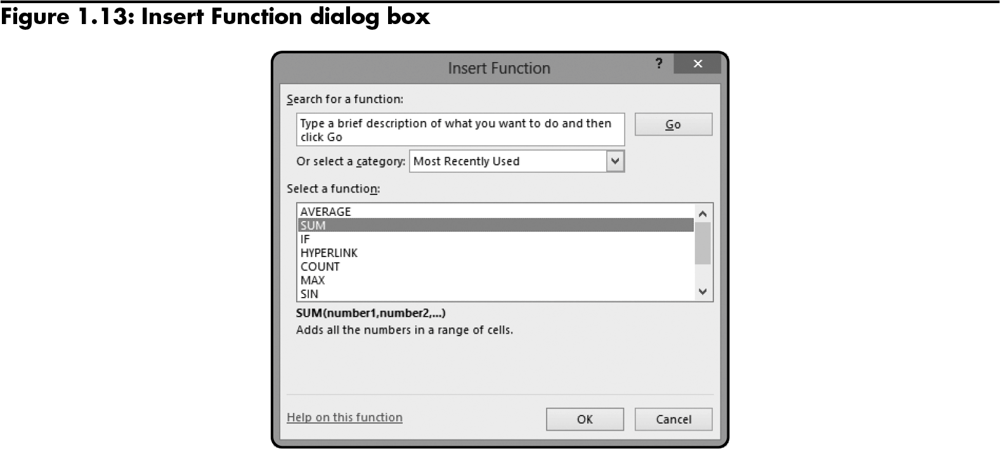 Figure 1.13: Insert Function dialog box
Insert Function
?
Search for a function:
Type a brief description of what you want to do and then
click Go
Go
Or select a category:
Most Recently Used
Select a function:
AVERAGE
SUM
IF
HYPERLINK
COUNT
MAX
SIN
SUM(number1,number2,...)
Adds all the numbers in a range of cells.
Help on this function
OK
Cancel